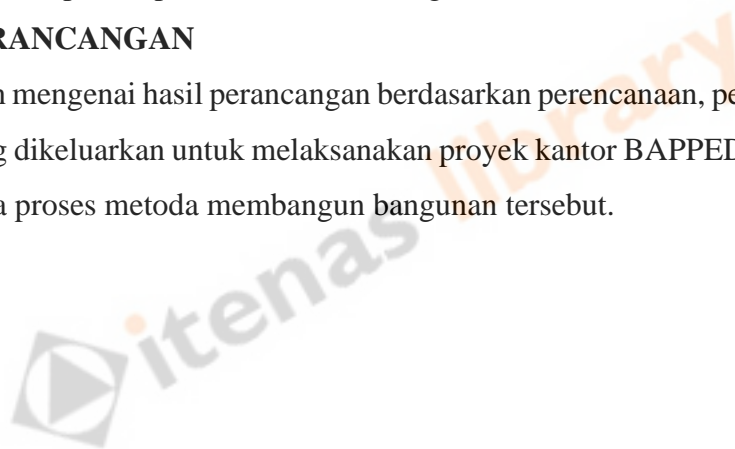 RANCANGAN
mengenai hasil perancangan berdasarkan perencanaan,
dikeluarkan untuk melaksanakan proyek kantor BAPPED
proses metoda membangun bangunan tersebut.
itenas library